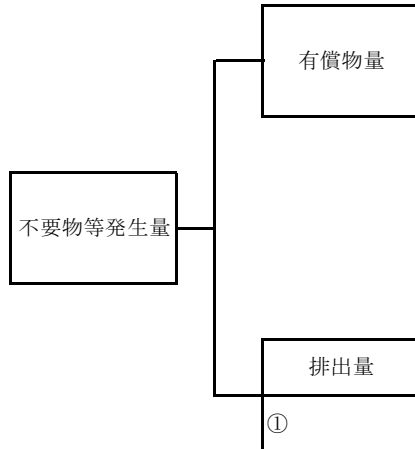 有償物量
不要物等発生量
排出量
①